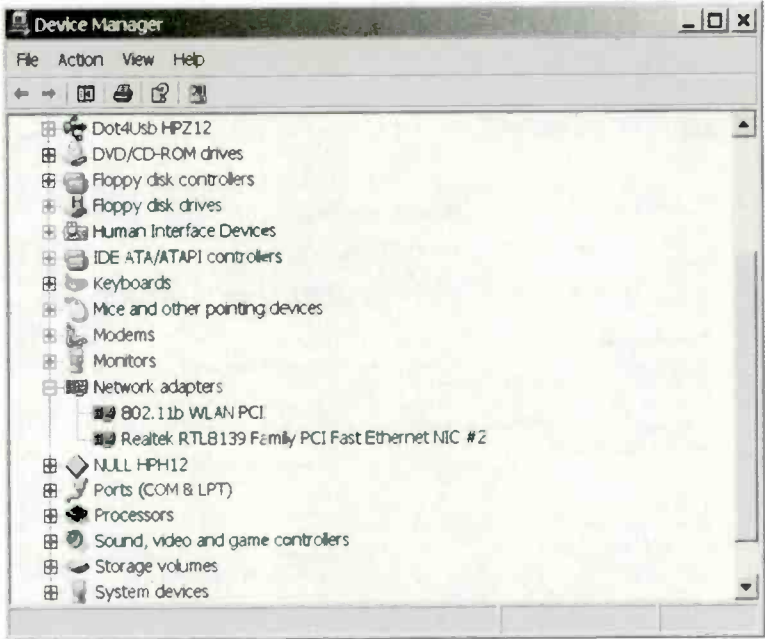 Device Manager
File Action View Help
Dot4Usb HPZ12
DVD/CD-ROM drives
Floppy disk controllers
Floppy disk drives
Human Interface Devices
IDE ATA/ATAPI controllers
Keyboards
Mice and other pointing devices
Modems
Monitors
Network adapters
802.11b WLAN PCI
Realtek RTL8139 Family PCI Fast Ethernet NIC #2
NULL HPH12
Ports (COM & LPT)
Processors
Sound, video and game controllers
Storage volumes
System devices